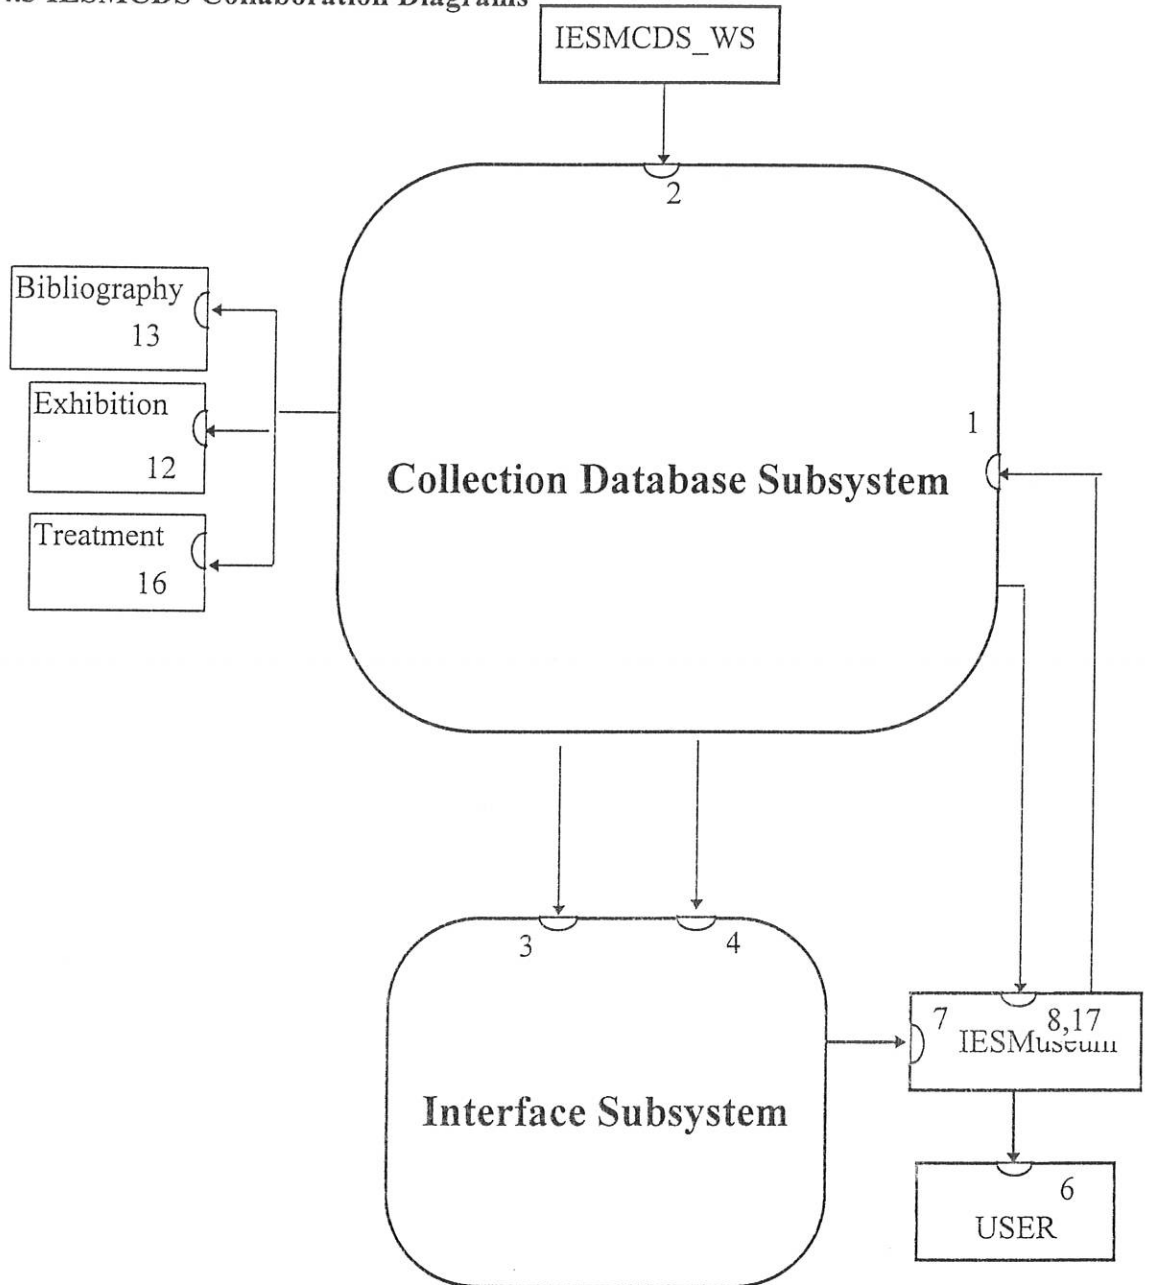 IESMCDS Collaboration Diagrams
IESMCDS_WS
2
Bibliography
13
Exhibition
12
Treatment
16
1
Collection Database Subsystem
3
4
7
8,17
IESMuseum
Interface Subsystem
6
USER